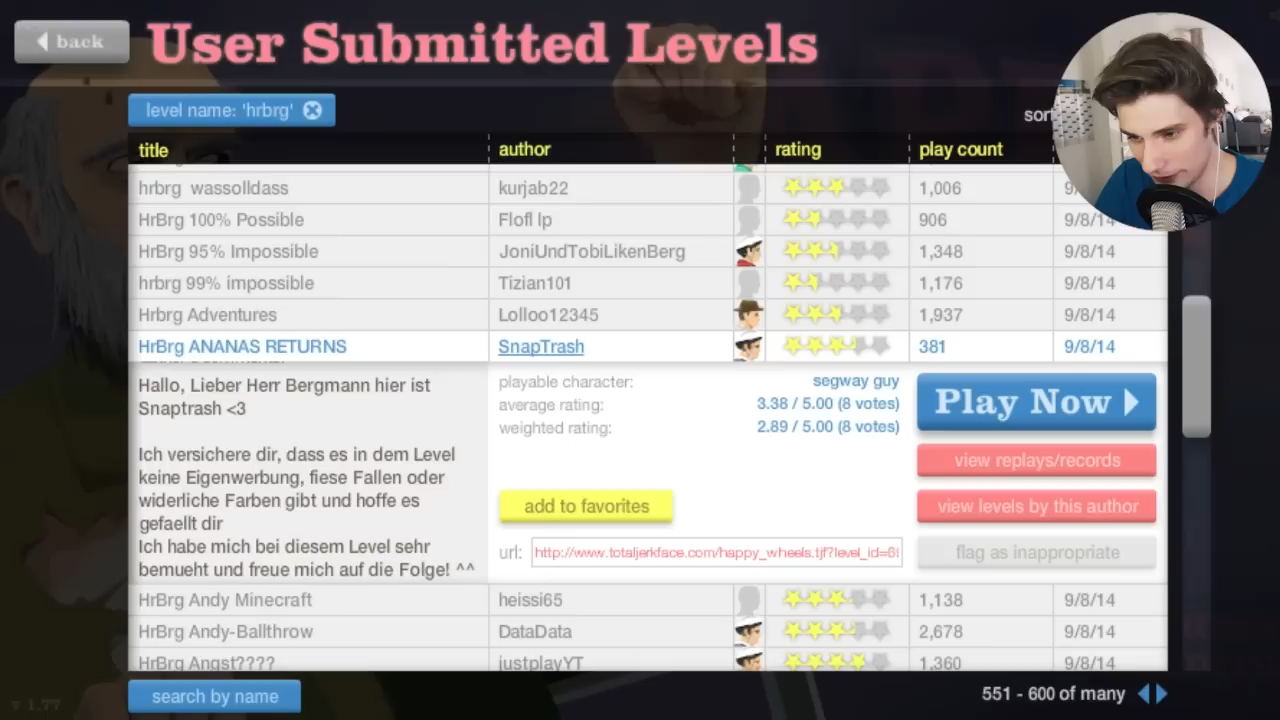 back
User Submitted Levels
level name: 'hrbrg'
sort
title author rating play count
hrbrg wassolldass kurjab22 1,006 9/
HrBrg 100% Possible Flofl lp 906 9/8/14
HrBrg 95% Impossible JoniUndTobiLikenBerg 1,348 9/8/14
hrbrg 99% impossible Tizian101 1,176 9/8/14
Hrbrg Adventures Lolloo12345 1,937 9/8/14
HrBrg ANANAS RETURNS SnapTrash 381 9/8/14
Hallo, Lieber Herr Bergmann hier ist
Snaptrash <3
Ich versichere dir, dass es in dem Level
keine Eigenwerbung, fiese Fallen oder
widerliche Farben gibt und hoffe es
gefaellt dir
Ich habe mich bei diesem Level sehr
bemueht und freue mich auf die Folge! ^^
playable character: segway guy
average rating: 3.38 / 5.00 (8 votes)
weighted rating: 2.89 / 5.00 (8 votes)
add to favorites
url: http://www.totaljerkface.com/happy_wheels.tjf?level_id=6
Play Now
view replays/records
view levels by this author
flag as inappropriate
HrBrg Andy Minecraft heissi65 1,138 9/8/14
HrBrg Andy-Ballthrow DataData 2,678 9/8/14
HrBrg Angst???? justplayYT 1,360 9/8/14
search by name
551 - 600 of many
v 1.77